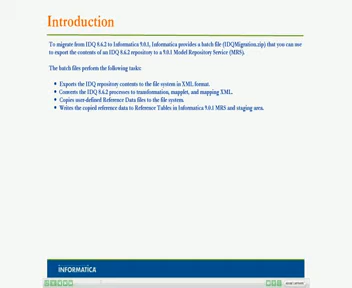 Introduction
To migrate from IDQ 8.6.2 to Informatica 9.0.1, Informatica provides a batch file (IDQMigration.zip) that you can use
to export the contents of an IDQ 8.6.2 repository to a 9.0.1 Model Repository Service (MRS).
The batch files perform the following tasks:
• Exports the IDQ repository contents to the file system in XML format.
• Converts the IDQ 8.6.2 processes to transformation, mapplet, and mapping XML.
• Copies user-defined Reference Data files to the file system.
• Writes the copied reference data to Reference Tables in Informatica 9.0.1 MRS and staging area.
INFORMATICA